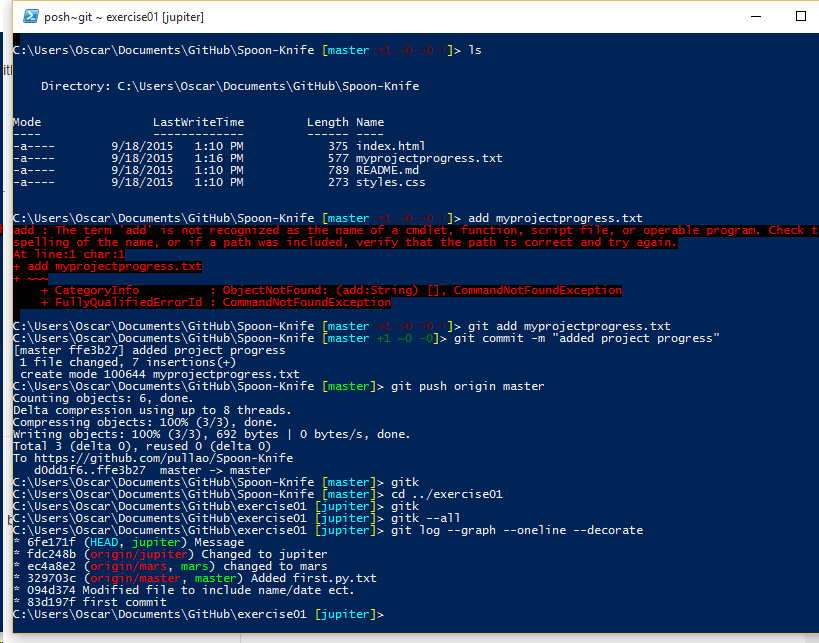 posh~git ~ exercise01 [jupiter]
C:\Users\Oscar\Documents\GitHub\Spoon-Knife [master +1 ~0 -0 !]> ls
Directory: C:\Users\Oscar\Documents\GitHub\Spoon-Knife
Mode LastWriteTime Length Name
---- ------------- ------ ----
-a---- 9/18/2015 1:10 PM 375 index.html
-a---- 9/18/2015 1:16 PM 577 myprojectprogress.txt
-a---- 9/18/2015 1:10 PM 789 README.md
-a---- 9/18/2015 1:10 PM 273 styles.css
C:\Users\Oscar\Documents\GitHub\Spoon-Knife [master +1 ~0 -0 !]> add myprojectprogress.txt
add : The term 'add' is not recognized as the name of a cmdlet, function, script file, or operable program. Check t
spelling of the name, or if a path was included, verify that the path is correct and try again.
At line:1 char:1
+ add myprojectprogress.txt
+ ~~~
+ CategoryInfo : ObjectNotFound: (add:String) [], CommandNotFoundException
+ FullyQualifiedErrorId : CommandNotFoundException
C:\Users\Oscar\Documents\GitHub\Spoon-Knife [master +1 ~0 -0 !]> git add myprojectprogress.txt
C:\Users\Oscar\Documents\GitHub\Spoon-Knife [master +1 ~0 -0]> git commit -m "added project progress"
[master ffe3b27] added project progress
1 file changed, 7 insertions(+)
create mode 100644 myprojectprogress.txt
C:\Users\Oscar\Documents\GitHub\Spoon-Knife [master]> git push origin master
Counting objects: 6, done.
Delta compression using up to 8 threads.
Compressing objects: 100% (3/3), done.
Writing objects: 100% (3/3), 692 bytes | 0 bytes/s, done.
Total 3 (delta 0), reused 0 (delta 0)
To https://github.com/pullao/Spoon-Knife
d0dd1f6..ffe3b27 master -> master
C:\Users\Oscar\Documents\GitHub\Spoon-Knife [master]> gitk
C:\Users\Oscar\Documents\GitHub\Spoon-Knife [master]> cd ../exercise01
C:\Users\Oscar\Documents\GitHub\exercise01 [jupiter]> gitk
C:\Users\Oscar\Documents\GitHub\exercise01 [jupiter]> gitk --all
C:\Users\Oscar\Documents\GitHub\exercise01 [jupiter]> git log --graph --oneline --decorate
* 6fe171f (HEAD, jupiter) Message
* fdc248b (origin/jupiter) Changed to jupiter
* ec4a8e2 (origin/mars, mars) changed to mars
* 329703c (origin/master, master) Added first.py.txt
* 094d374 Modified file to include name/date ect.
* 83d197f first commit
C:\Users\Oscar\Documents\GitHub\exercise01 [jupiter]>